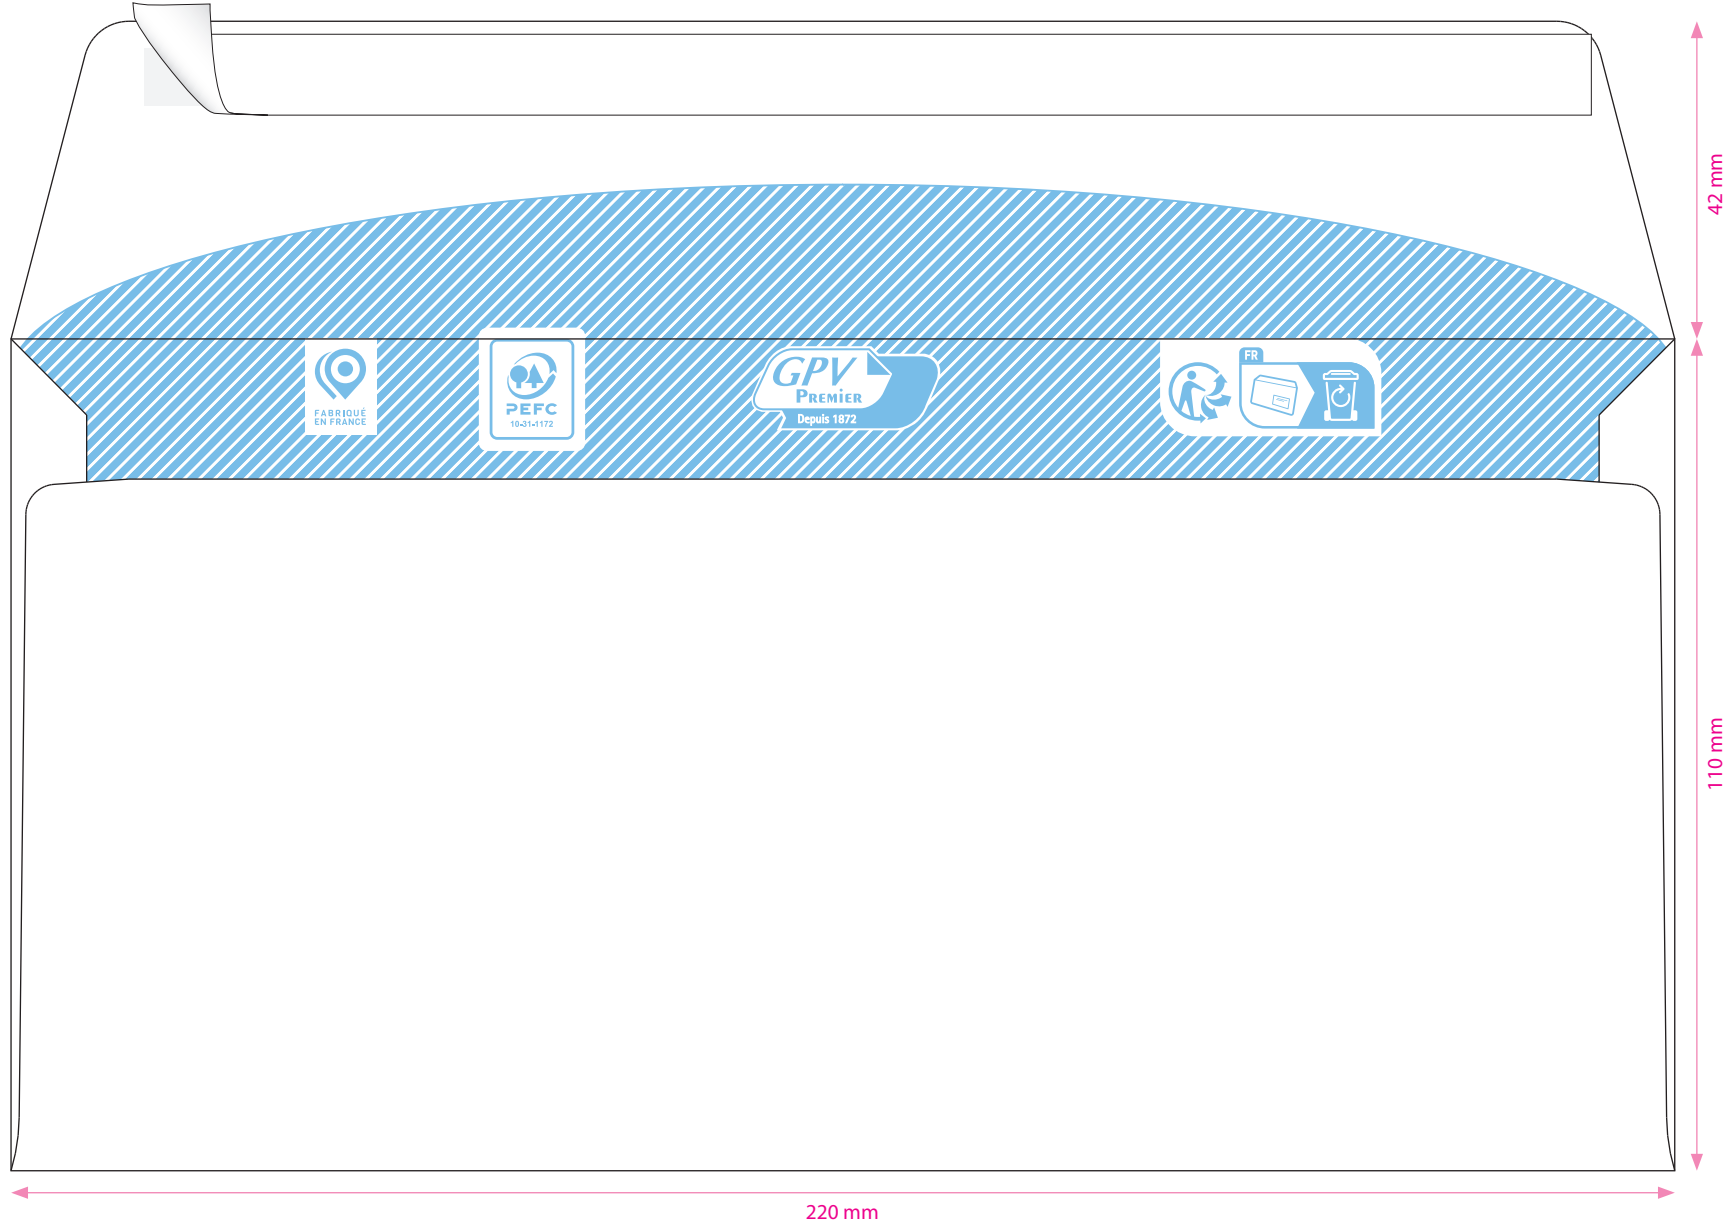 42 mm
FABRIQUÉ
EN FRANCE
PEFC
10-31-1172
GPV
PREMIER
Depuis 1872
FR
110 mm
220 mm